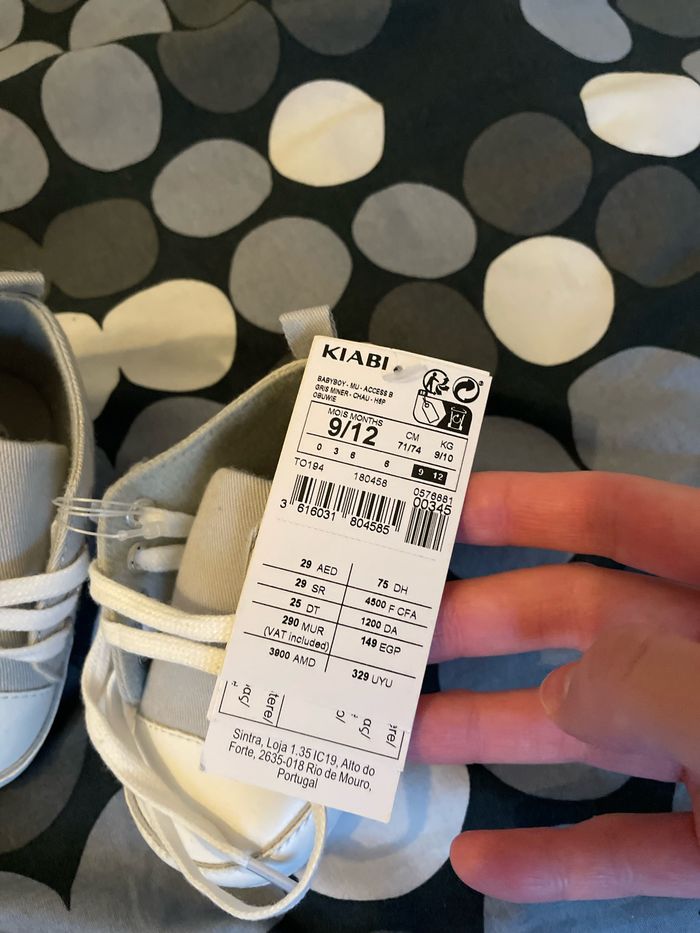 KIABI
BABYBOY - MU - ACCESS B
GRIS MINER - CHAU - H6P
OBUWIE
MOIS MONTHS
9/12
CM
71/74
KG
9/10
0 3 6 6 9 12
TO194 180458 0576881
00345
3 616031 804585
29 AED 75 DH
29 SR 4500 F CFA
25 DT 1200 DA
290 MUR 149 EGP
(VAT included)
3900 AMD 329 UYU
Sintra, Loja 1.35 IC19, Alto do
Forte, 2635-018 Rio de Mouro,
Portugal